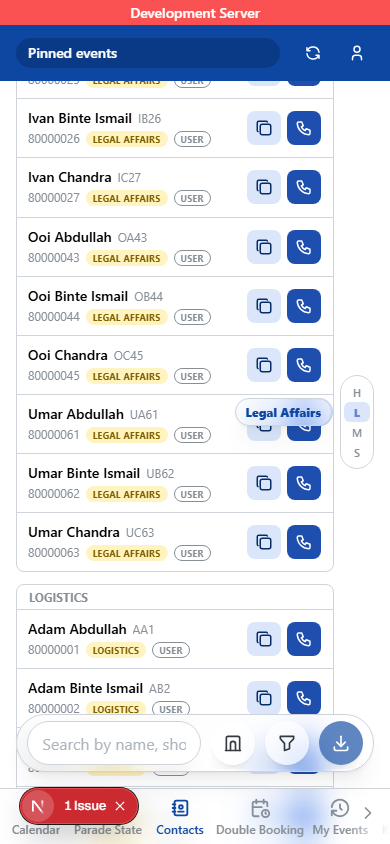 Development Server
Pinned events
80000025 LEGAL AFFAIRS USER
Ivan Binte Ismail IB26
80000026 LEGAL AFFAIRS USER
Ivan Chandra IC27
80000027 LEGAL AFFAIRS USER
Ooi Abdullah OA43
80000043 LEGAL AFFAIRS USER
Ooi Binte Ismail OB44
80000044 LEGAL AFFAIRS USER
Ooi Chandra OC45
80000045 LEGAL AFFAIRS USER
Umar Abdullah UA61
Legal Affairs
80000061 LEGAL AFFAIRS USER
Umar Binte Ismail UB62
80000062 LEGAL AFFAIRS USER
Umar Chandra UC63
80000063 LEGAL AFFAIRS USER
H
L
M
S
LOGISTICS
Adam Abdullah AA1
80000001 LOGISTICS USER
Adam Binte Ismail AB2
80000002 LOGISTICS USER
Search by name, sho
N 1 Issue
Calendar Parade State Contacts Double Booking My Events